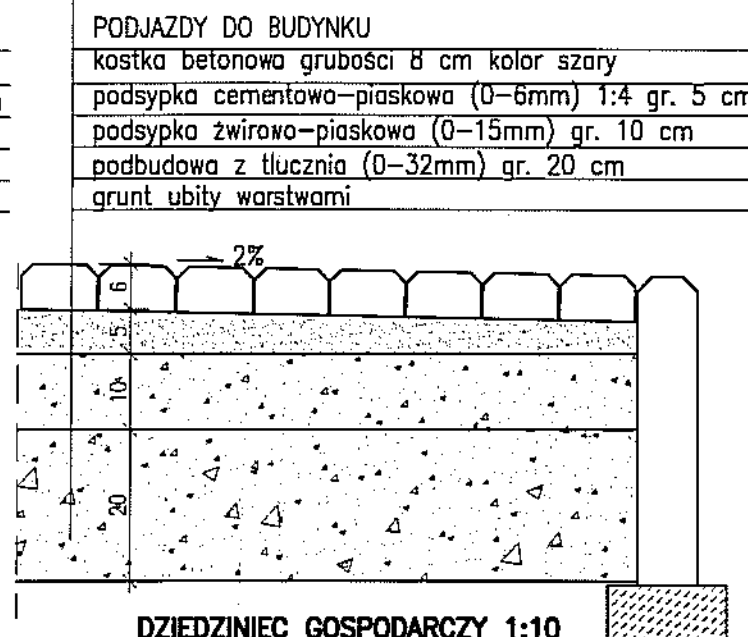 PODJAZDY DO BUDYNKU
kostka betonowa grubości 8 cm kolor szary
podsypka cementowo-piaskowa (0-6mm) 1:4 gr. 5 cm
podsypka żwirowo-piaskowa (0-15mm) gr. 10 cm
podbudowa z tłucznia (0-32mm) gr. 20 cm
grunt ubity warstwami
2%
6
5
10
20
DZIEDZINIEC GOSPODARCZY 1:10